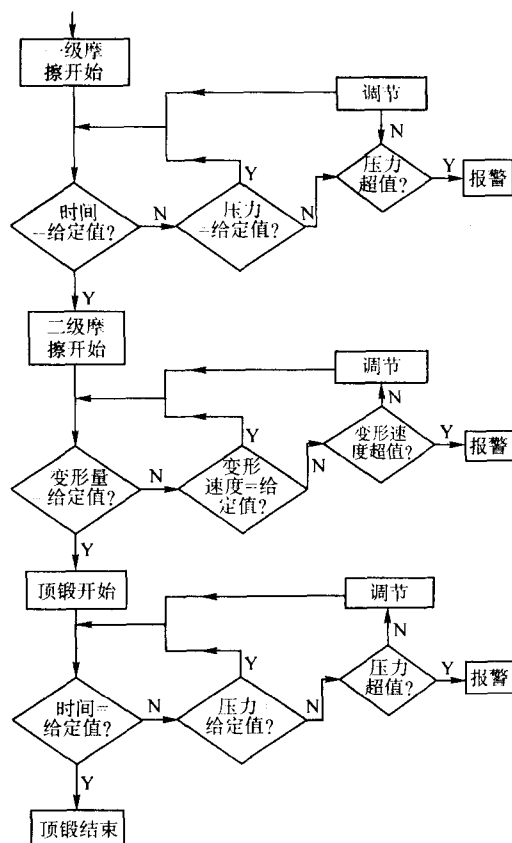 一级摩
擦开始
调节
N
压力
超值?
Y
报警
Y
时间
=给定值?
N
压力
=给定值?
N
Y
二级摩
擦开始
调节
N
变形速
度超值?
Y
报警
Y
变形量
=给定值?
N
变形
速度=给
定值?
N
Y
顶锻开始
调节
N
压力
超值?
Y
报警
Y
时间=
给定值?
N
压力
给定值?
N
Y
顶锻结束